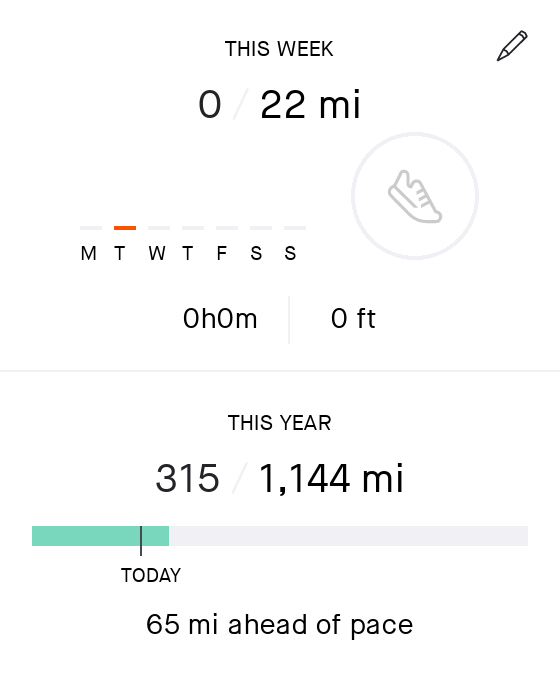 THIS WEEK
0 / 22 mi
M T W T F S S
0h0m 0 ft
THIS YEAR
315 / 1,144 mi
TODAY
65 mi ahead of pace